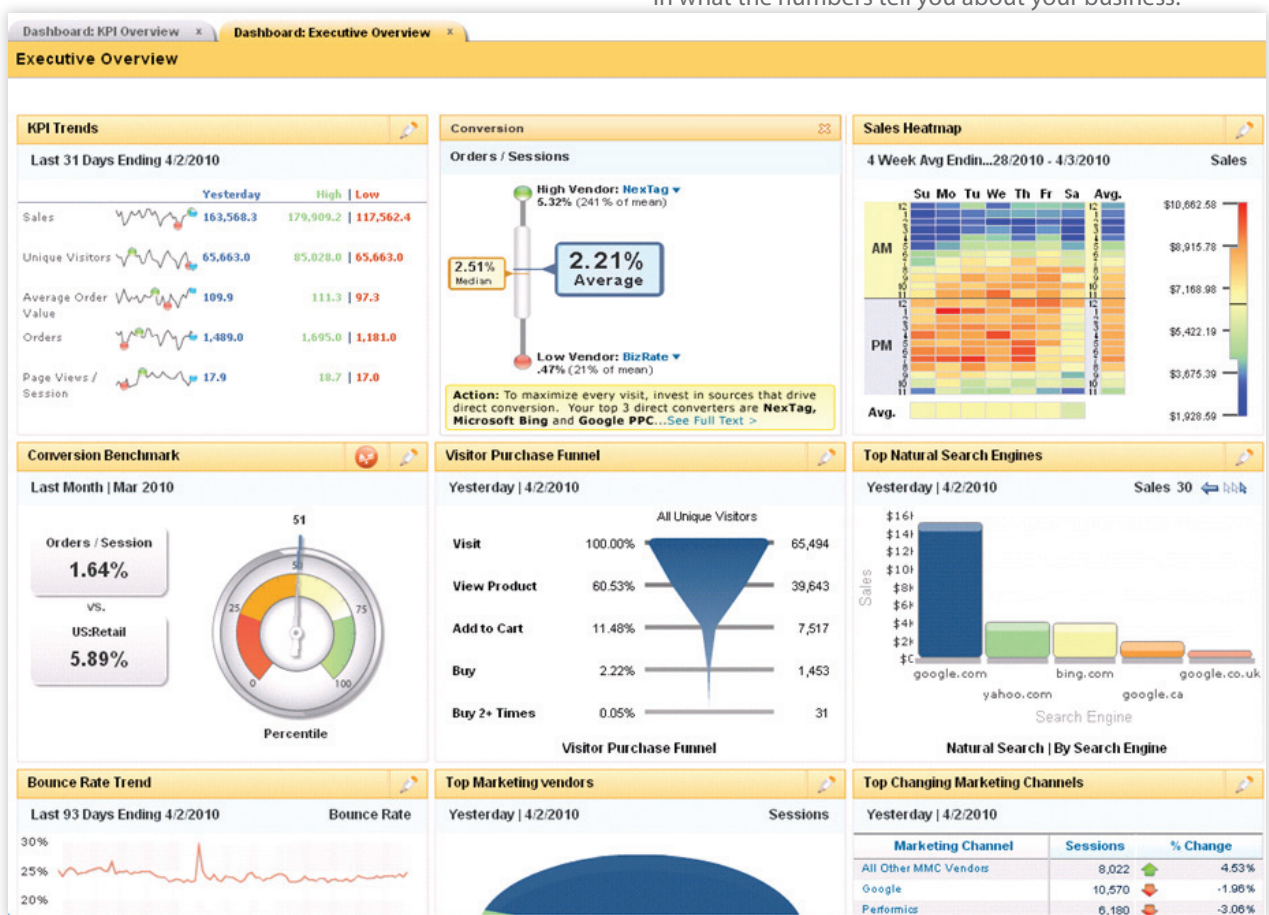 in what the numbers tell you about your business.
Dashboard: KPI Overview x
Dashboard: Executive Overview x
Executive Overview
KPI Trends
Last 31 Days Ending 4/2/2010
Yesterday High | Low
Sales 163,568.3 179,909.2 | 117,562.4
Unique Visitors 65,663.0 85,028.0 | 65,663.0
Average Order Value 109.9 111.3 | 97.3
Orders 1,489.0 1,695.0 | 1,181.0
Page Views / Session 17.9 18.7 | 17.0
Conversion
Orders / Sessions
High Vendor: NexTag
5.32% (241% of mean)
2.51%
Median
2.21%
Average
Low Vendor: BizRate
.47% (21% of mean)
Action: To maximize every visit, invest in sources that drive
direct conversion. Your top 3 direct converters are NexTag,
Microsoft Bing and Google PPC...See Full Text >
Sales Heatmap
4 Week Avg Endin...28/2010 - 4/3/2010 Sales
Su Mo Tu We Th Fr Sa Avg.
AM
PM
Avg.
$10,662.58
$8,915.78
$7,168.98
$5,422.19
$3,675.39
$1,928.59
Conversion Benchmark
Last Month | Mar 2010
Orders / Session
1.64%
vs.
US:Retail
5.89%
51
50
25
75
0
100
Percentile
Visitor Purchase Funnel
Yesterday | 4/2/2010
All Unique Visitors
Visit 100.00% 65,494
View Product 60.53% 39,643
Add to Cart 11.48% 7,517
Buy 2.22% 1,453
Buy 2+ Times 0.05% 31
Visitor Purchase Funnel
Top Natural Search Engines
Yesterday | 4/2/2010 Sales 30
Sales
google.com
yahoo.com
bing.com
google.ca
google.co.uk
Search Engine
Natural Search | By Search Engine
Bounce Rate Trend
Last 93 Days Ending 4/2/2010 Bounce Rate
30%
25%
20%
Top Marketing vendors
Yesterday | 4/2/2010 Sessions
Top Changing Marketing Channels
Yesterday | 4/2/2010
Marketing Channel Sessions % Change
All Other MMC Vendors 8,022 4.53%
Google 10,570 -1.96%
Performics 6,180 -3.06%